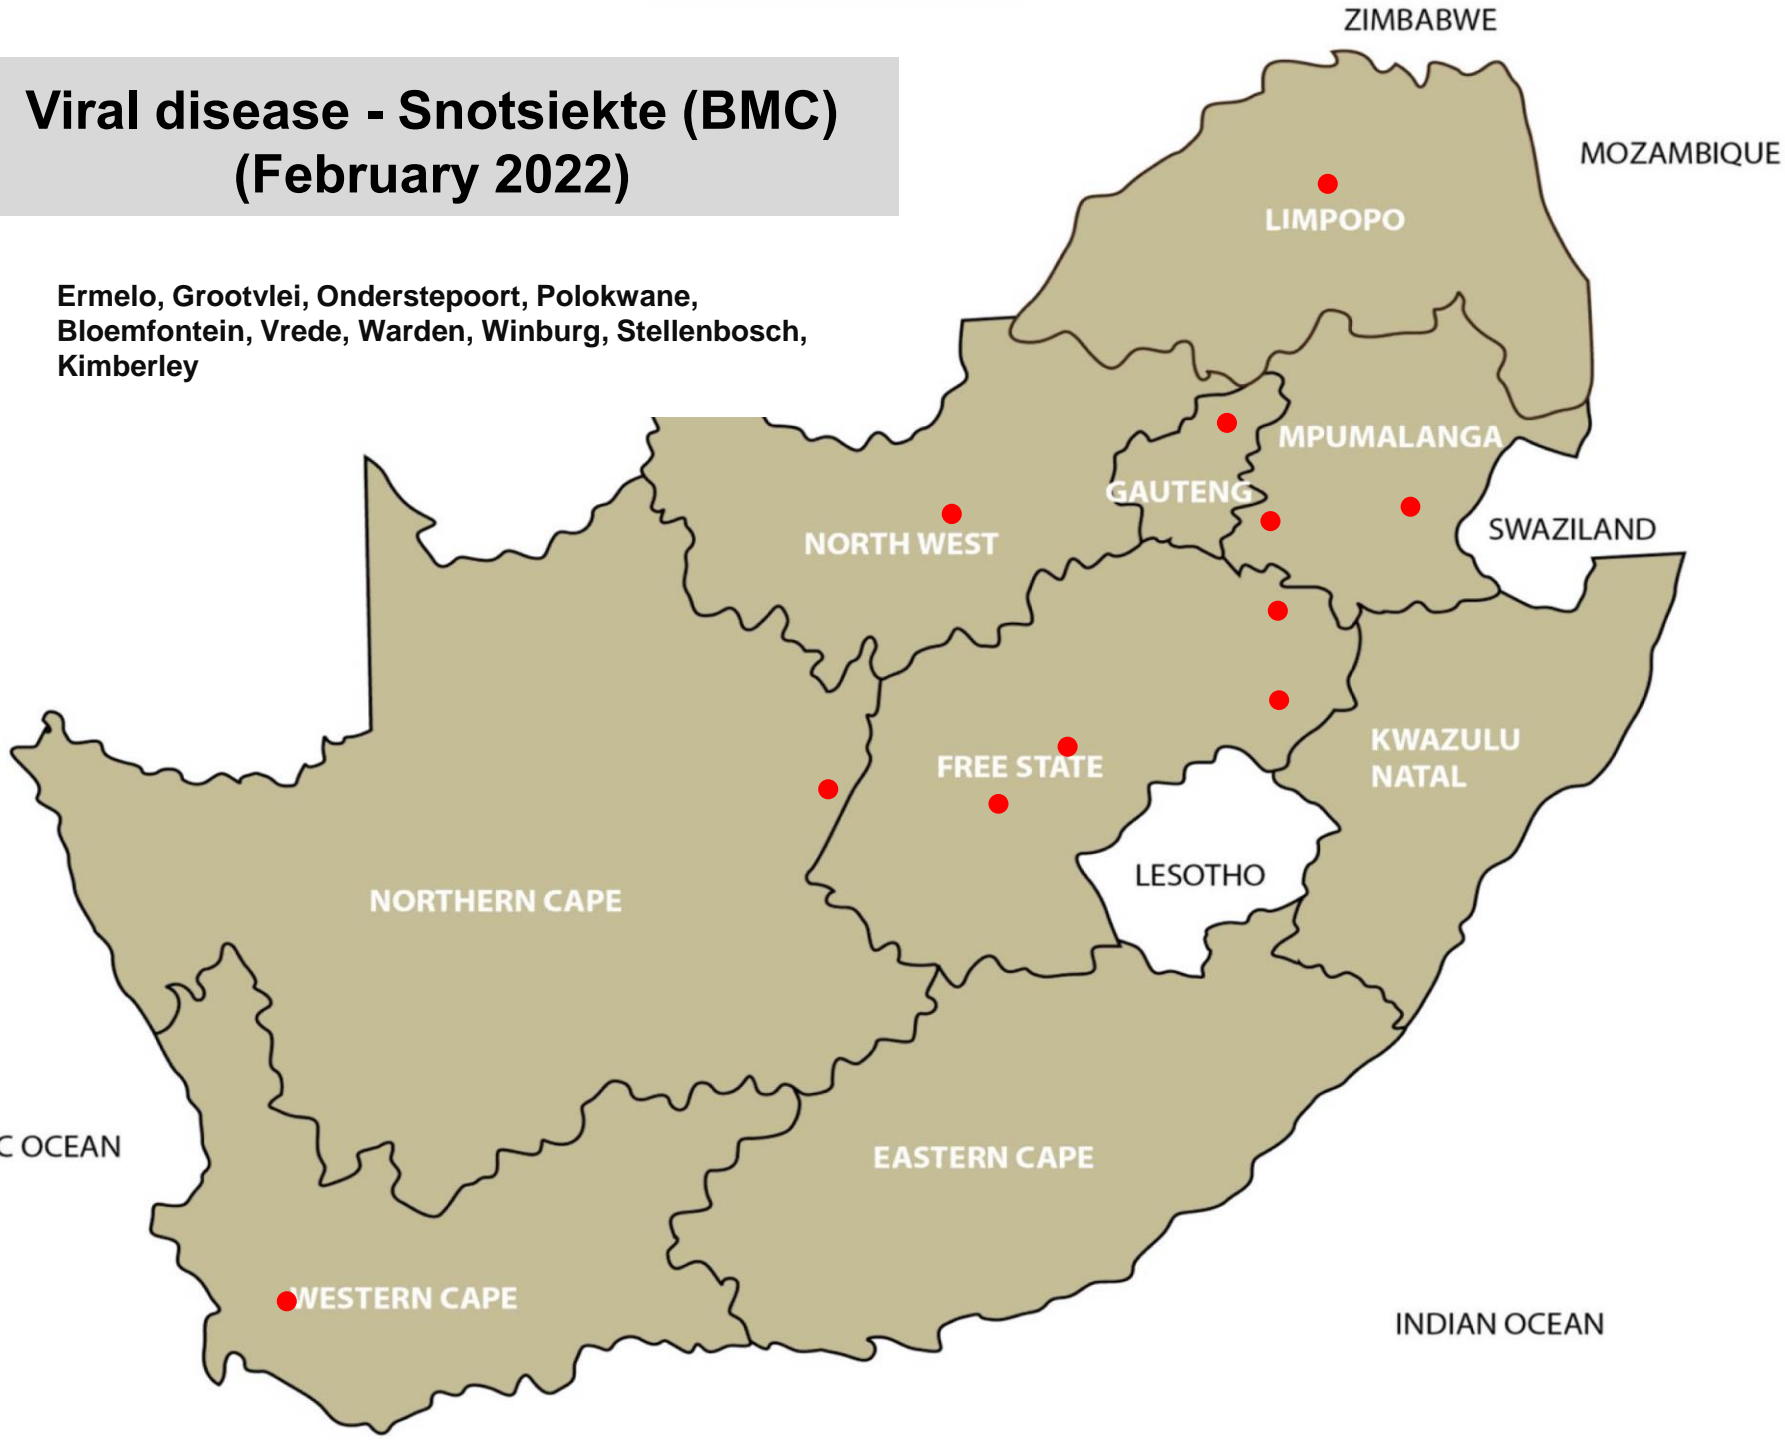 ZIMBABWE
Viral disease - Snotsiekte (BMC)
(February 2022)
MOZAMBIQUE
LIMPOPO
Ermelo, Grootvlei, Onderstepoort, Polokwane,
Bloemfontein, Vrede, Warden, Winburg, Stellenbosch,
Kimberley
MPUMALANGA
GAUTENG
SWAZILAND
NORTH WEST
KWAZULU
NATAL
FREE STATE
LESOTHO
NORTHERN CAPE
C OCEAN
EASTERN CAPE
WESTERN CAPE
INDIAN OCEAN